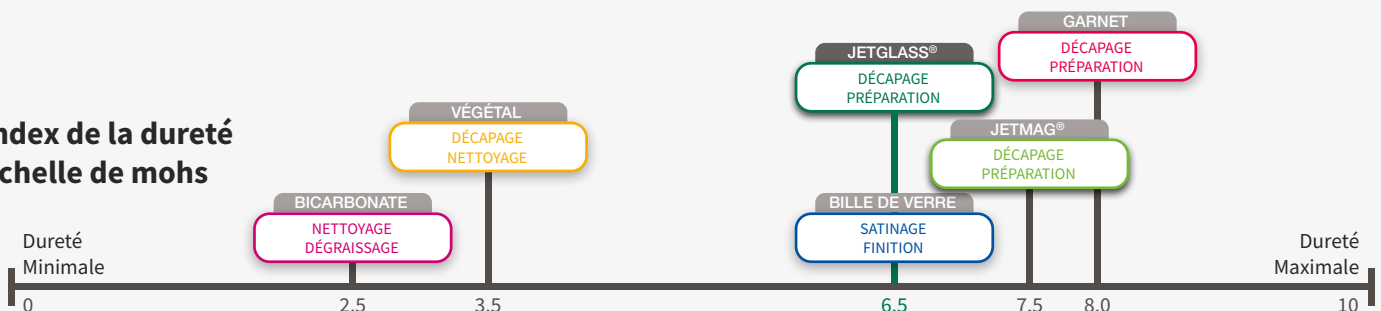 ndex de la dureté
chelle de mohs
Dureté
Minimale
BICARBONATE
NETTOYAGE
DÉGRAISSAGE
VÉGÉTAL
DÉCAPAGE
NETTOYAGE
JETGLASS®
DÉCAPAGE
PRÉPARATION
BILLE DE VERRE
SATINAGE
FINITION
GARNET
DÉCAPAGE
PRÉPARATION
JETMAG®
DÉCAPAGE
PRÉPARATION
Dureté
Maximale
0 2.5 3.5 6.5 7.5 8.0 10